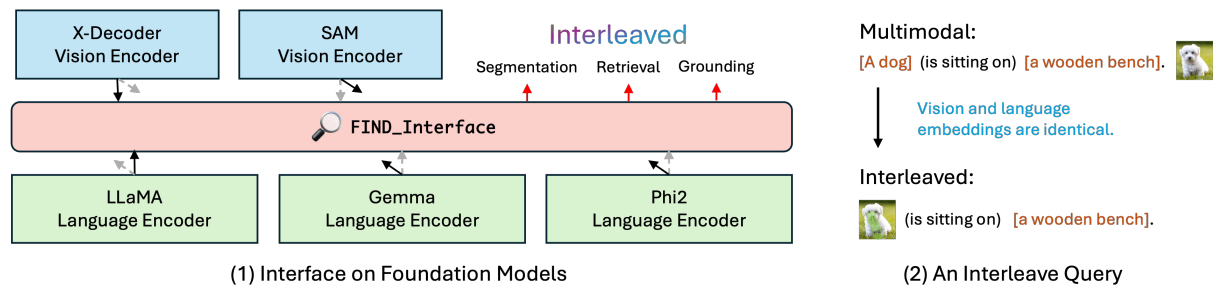 X-Decoder
Vision Encoder
SAM
Vision Encoder
Interleaved
Segmentation Retrieval Grounding
FIND_Interface
LLaMA
Language Encoder
Gemma
Language Encoder
Phi2
Language Encoder
(1) Interface on Foundation Models
Multimodal:
[A dog] (is sitting on) [a wooden bench].
Vision and language
embeddings are identical.
Interleaved:
(is sitting on) [a wooden bench].
(2) An Interleave Query